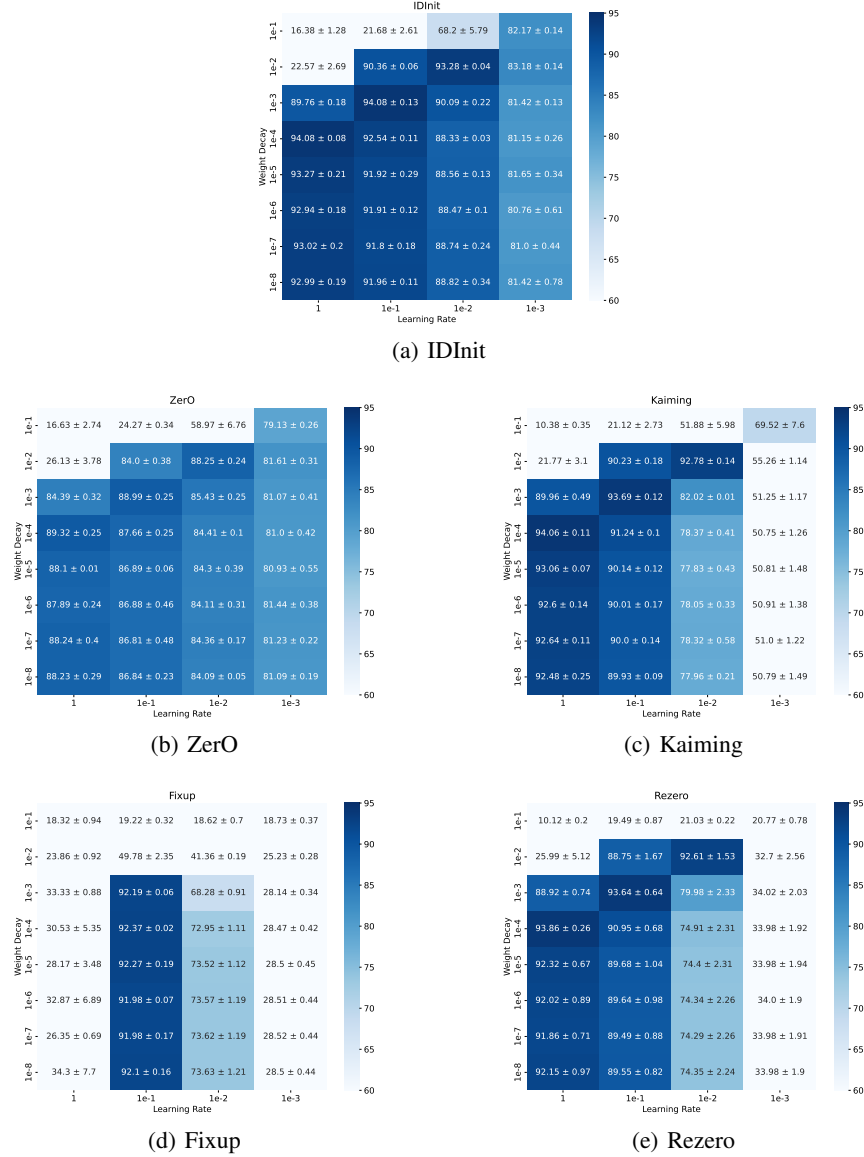 IDInit
1e-1 16.38 ± 1.28 21.68 ± 2.61 68.2 ± 5.79 82.17 ± 0.14
1e-2 22.57 ± 2.69 90.36 ± 0.06 93.28 ± 0.04 83.18 ± 0.14
1e-3 89.76 ± 0.18 94.08 ± 0.13 90.09 ± 0.22 81.42 ± 0.13
1e-4 94.08 ± 0.08 92.54 ± 0.11 88.33 ± 0.03 81.15 ± 0.26
1e-5 93.27 ± 0.21 91.92 ± 0.29 88.56 ± 0.13 81.65 ± 0.34
1e-6 92.94 ± 0.18 91.91 ± 0.12 88.47 ± 0.1 80.76 ± 0.61
1e-7 93.02 ± 0.2 91.8 ± 0.18 88.74 ± 0.24 81.0 ± 0.44
1e-8 92.99 ± 0.19 91.96 ± 0.11 88.82 ± 0.34 81.42 ± 0.78
Weight Decay
1 1e-1 1e-2 1e-3
Learning Rate
95
90
85
80
75
70
65
60
(a) IDInit
ZerO
1e-1 16.63 ± 2.74 24.27 ± 0.34 58.97 ± 6.76 79.13 ± 0.26
1e-2 26.13 ± 3.78 84.0 ± 0.38 88.25 ± 0.24 81.61 ± 0.31
1e-3 84.39 ± 0.32 88.99 ± 0.25 85.43 ± 0.25 81.07 ± 0.41
1e-4 89.32 ± 0.25 87.66 ± 0.25 84.41 ± 0.1 81.0 ± 0.42
1e-5 88.1 ± 0.01 86.89 ± 0.06 84.3 ± 0.39 80.93 ± 0.55
1e-6 87.89 ± 0.24 86.88 ± 0.46 84.11 ± 0.31 81.44 ± 0.38
1e-7 88.24 ± 0.4 86.81 ± 0.48 84.36 ± 0.17 81.23 ± 0.22
1e-8 88.23 ± 0.29 86.84 ± 0.23 84.09 ± 0.05 81.09 ± 0.19
Weight Decay
1 1e-1 1e-2 1e-3
Learning Rate
95
90
85
80
75
70
65
60
(b) ZerO
Kaiming
1e-1 10.38 ± 0.35 21.12 ± 2.73 51.88 ± 5.98 69.52 ± 7.6
1e-2 21.77 ± 3.1 90.23 ± 0.18 92.78 ± 0.14 55.26 ± 1.14
1e-3 89.96 ± 0.49 93.69 ± 0.12 82.02 ± 0.01 51.25 ± 1.17
1e-4 94.06 ± 0.11 91.24 ± 0.1 78.37 ± 0.41 50.75 ± 1.26
1e-5 93.06 ± 0.07 90.14 ± 0.12 77.83 ± 0.43 50.81 ± 1.48
1e-6 92.6 ± 0.14 90.01 ± 0.17 78.05 ± 0.33 50.91 ± 1.38
1e-7 92.64 ± 0.11 90.0 ± 0.14 78.32 ± 0.58 51.0 ± 1.22
1e-8 92.48 ± 0.25 89.93 ± 0.09 77.96 ± 0.21 50.79 ± 1.49
Weight Decay
1 1e-1 1e-2 1e-3
Learning Rate
95
90
85
80
75
70
65
60
(c) Kaiming
Fixup
1e-1 18.32 ± 0.94 19.22 ± 0.32 18.62 ± 0.7 18.73 ± 0.37
1e-2 23.86 ± 0.92 49.78 ± 2.35 41.36 ± 0.19 25.23 ± 0.28
1e-3 33.33 ± 0.88 92.19 ± 0.06 68.28 ± 0.91 28.14 ± 0.34
1e-4 30.53 ± 5.35 92.37 ± 0.02 72.95 ± 1.11 28.47 ± 0.42
1e-5 28.17 ± 3.48 92.27 ± 0.19 73.52 ± 1.12 28.5 ± 0.45
1e-6 32.87 ± 6.89 91.98 ± 0.07 73.57 ± 1.19 28.51 ± 0.44
1e-7 26.35 ± 0.69 91.98 ± 0.17 73.62 ± 1.19 28.52 ± 0.44
1e-8 34.3 ± 7.7 92.1 ± 0.16 73.63 ± 1.21 28.5 ± 0.44
Weight Decay
1 1e-1 1e-2 1e-3
Learning Rate
95
90
85
80
75
70
65
60
(d) Fixup
Rezero
1e-1 10.12 ± 0.2 19.49 ± 0.87 21.03 ± 0.22 20.77 ± 0.78
1e-2 25.99 ± 5.12 88.75 ± 1.67 92.61 ± 1.53 32.7 ± 2.56
1e-3 88.92 ± 0.74 93.64 ± 0.64 79.98 ± 2.33 34.02 ± 2.03
1e-4 93.86 ± 0.26 90.95 ± 0.68 74.91 ± 2.31 33.98 ± 1.92
1e-5 92.32 ± 0.67 89.68 ± 1.04 74.4 ± 2.31 33.98 ± 1.94
1e-6 92.02 ± 0.89 89.64 ± 0.98 74.34 ± 2.26 34.0 ± 1.9
1e-7 91.86 ± 0.71 89.49 ± 0.88 74.29 ± 2.26 33.98 ± 1.91
1e-8 92.15 ± 0.97 89.55 ± 0.82 74.35 ± 2.24 33.98 ± 1.9
Weight Decay
1 1e-1 1e-2 1e-3
Learning Rate
95
90
85
80
75
70
65
60
(e) Rezero